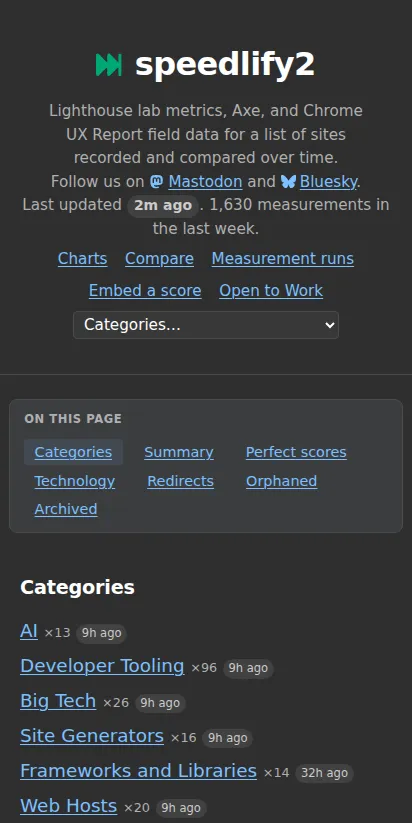 speedlify2
Lighthouse lab metrics, Axe, and Chrome
UX Report field data for a list of sites
recorded and compared over time.
Follow us on Mastodon and Bluesky.
Last updated 2m ago. 1,630 measurements in
the last week.
Charts Compare Measurement runs
Embed a score Open to Work
Categories...
ON THIS PAGE
Categories Summary Perfect scores
Technology Redirects Orphaned
Archived
Categories
AI ×13 9h ago
Developer Tooling ×96 9h ago
Big Tech ×26 9h ago
Site Generators ×16 9h ago
Frameworks and Libraries ×14 32h ago
Web Hosts ×20 9h ago